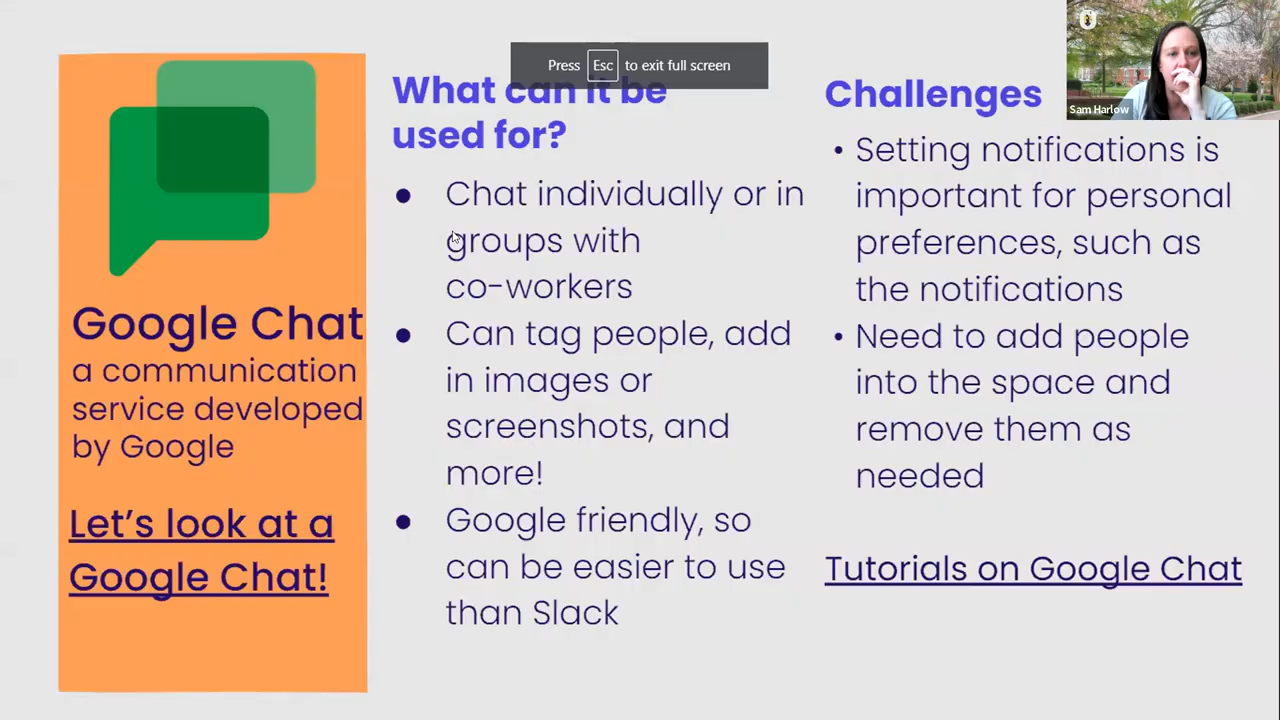 Press Esc to exit full screen
Sam Harlow
Google Chat
a communication
service developed
by Google
Let's look at a
Google Chat!
What can it be
used for?
● Chat individually or in
groups with
co-workers
● Can tag people, add
in images or
screenshots, and
more!
● Google friendly, so
can be easier to use
than Slack
Challenges
• Setting notifications is
important for personal
preferences, such as
the notifications
• Need to add people
into the space and
remove them as
needed
Tutorials on Google Chat